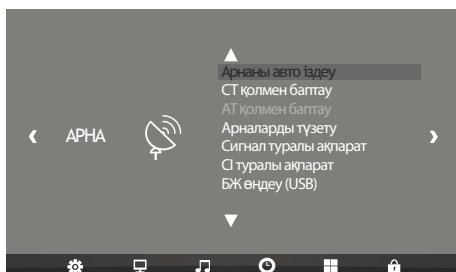 АРНА
Арнаны авто іздеу
СТ қолмен баптау
АТ қолмен баптау
Арналарды түзету
Сигнал туралы ақпарат
CI туралы ақпарат
БЖ өңдеу (USB)